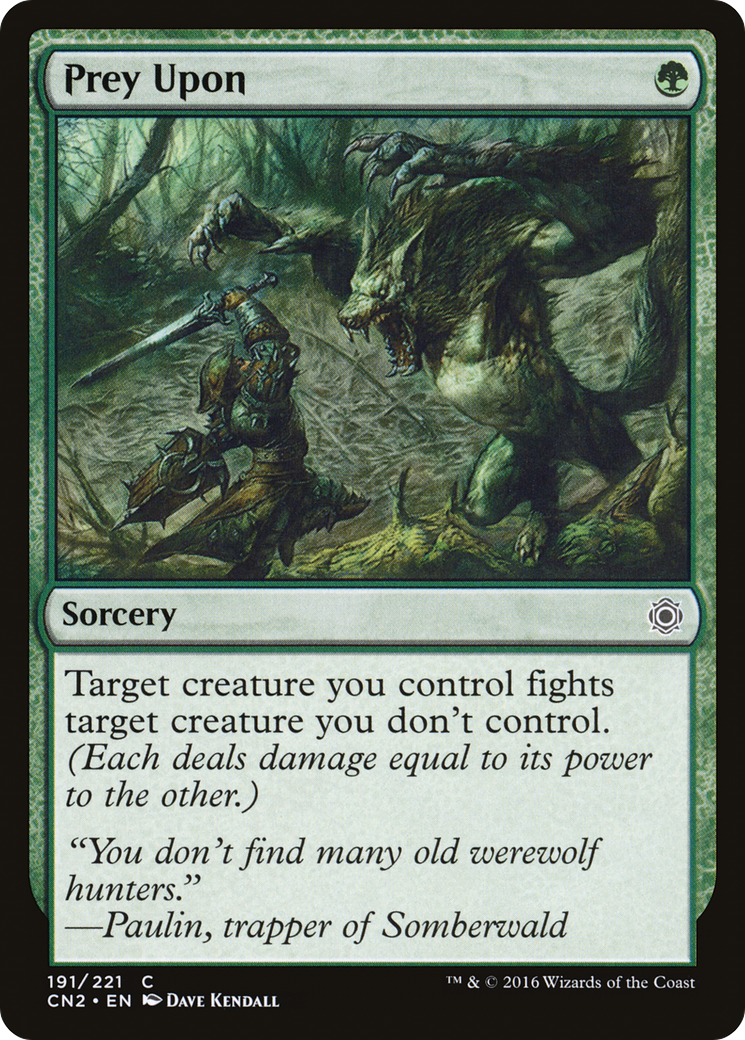 Prey Upon
Sorcery
Target creature you control fights
target creature you don't control.
(Each deals damage equal to its power
to the other.)
"You don't find many old werewolf
hunters."
—Paulin, trapper of Somberwald
191/221 C
CN2 • EN Dave Kendall
™ & © 2016 Wizards of the Coast